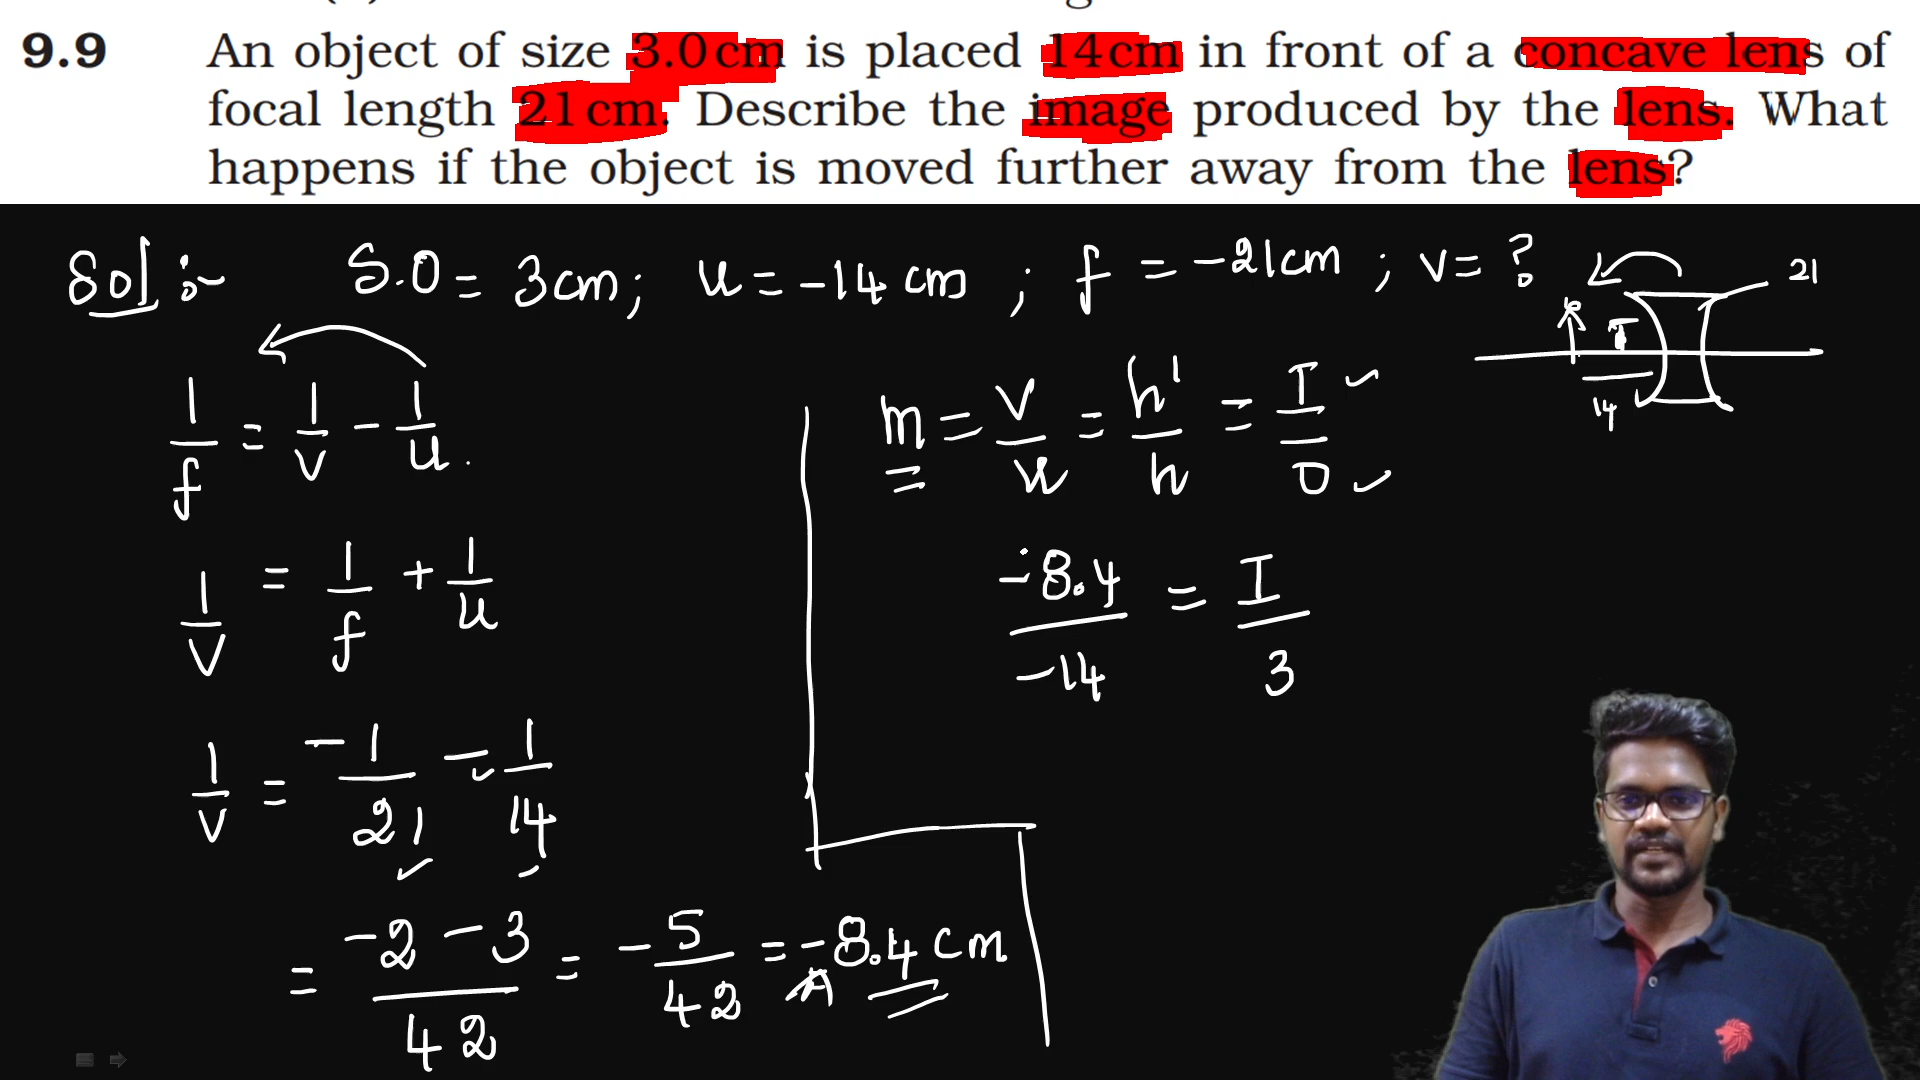 9.9 An object of size 3.0 cm is placed 14cm in front of a concave lens of
focal length 21 cm. Describe the image produced by the lens. What
happens if the object is moved further away from the lens?
Sol :- S.O = 3cm; u = -14 cm ; f = -21cm ; v = ?
21
14
1/f = 1/v - 1/u.
m = v/u = h'/h = I/O
1/v = 1/f + 1/u
-8.4/-14 = I/3
1/v = -1/21 - 1/14
= -2 - 3/42 = -5/42 = -8.4 cm